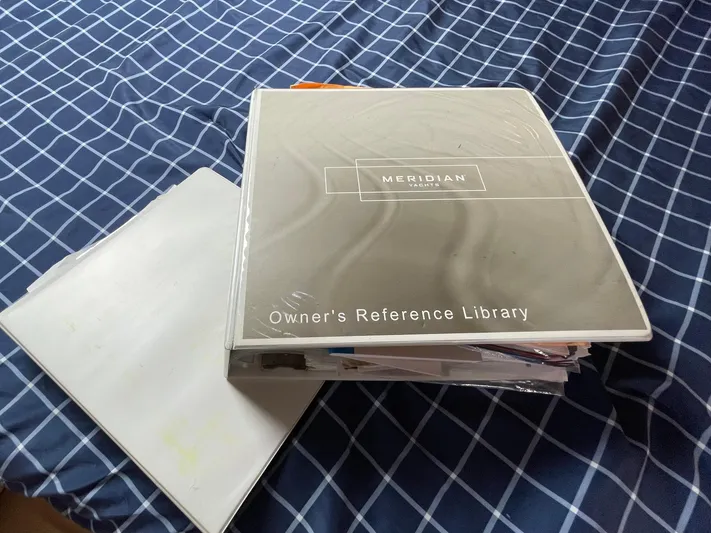 MERIDIAN
YACHTS
Owner's Reference Library